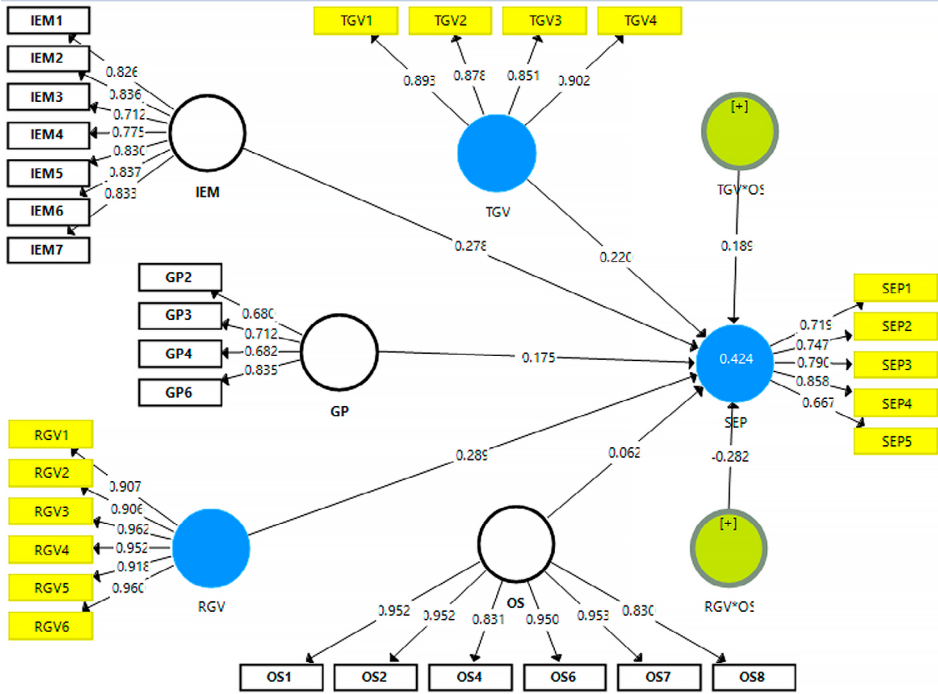 IEM1
IEM2
IEM3
IEM4
IEM5
IEM6
IEM7
0.826
0.836
0.712
0.775
0.830
0.837
0.833
IEM
TGV1
TGV2
TGV3
TGV4
0.893
0.878
0.851
0.902
TGV
[+]
TGV*OS
0.278
0.220
0.189
GP2
GP3
GP4
GP6
0.680
0.712
0.682
0.835
GP
0.175
0.424
SEP
0.719
0.747
0.790
0.858
0.667
SEP1
SEP2
SEP3
SEP4
SEP5
RGV1
RGV2
RGV3
RGV4
RGV5
RGV6
0.907
0.906
0.962
0.952
0.918
0.960
RGV
0.289
0.062
-0.282
[+]
RGV*OS
OS
0.952
0.952
0.831
0.950
0.953
0.830
OS1
OS2
OS4
OS6
OS7
OS8